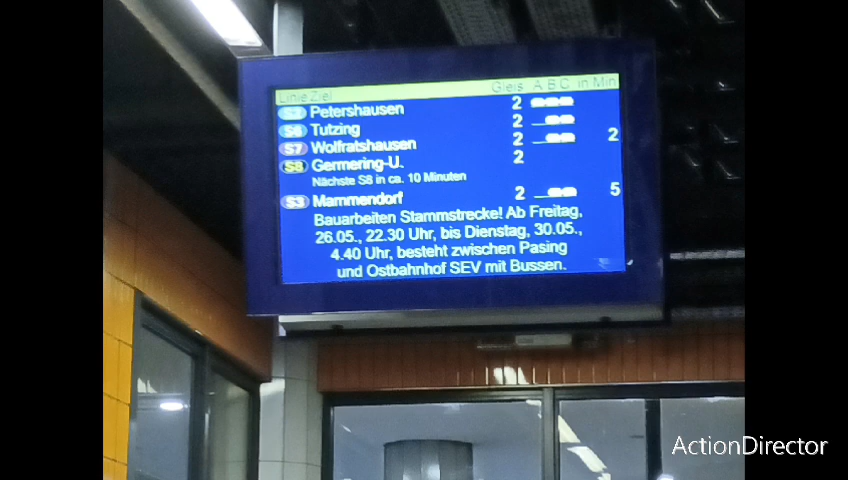 Linie Ziel Gleis A B C in Min
Petershausen 2
S6 Tutzing 2
S7 Wolfratshausen 2 2
S8 Germering-U. 2
Nächste S8 in ca. 10 Minuten
S3 Mammendorf 2 5
Bauarbeiten Stammstrecke! Ab Freitag,
26.05., 22.30 Uhr, bis Dienstag, 30.05.,
4.40 Uhr, besteht zwischen Pasing
und Ostbahnhof SEV mit Bussen.
ActionDirector